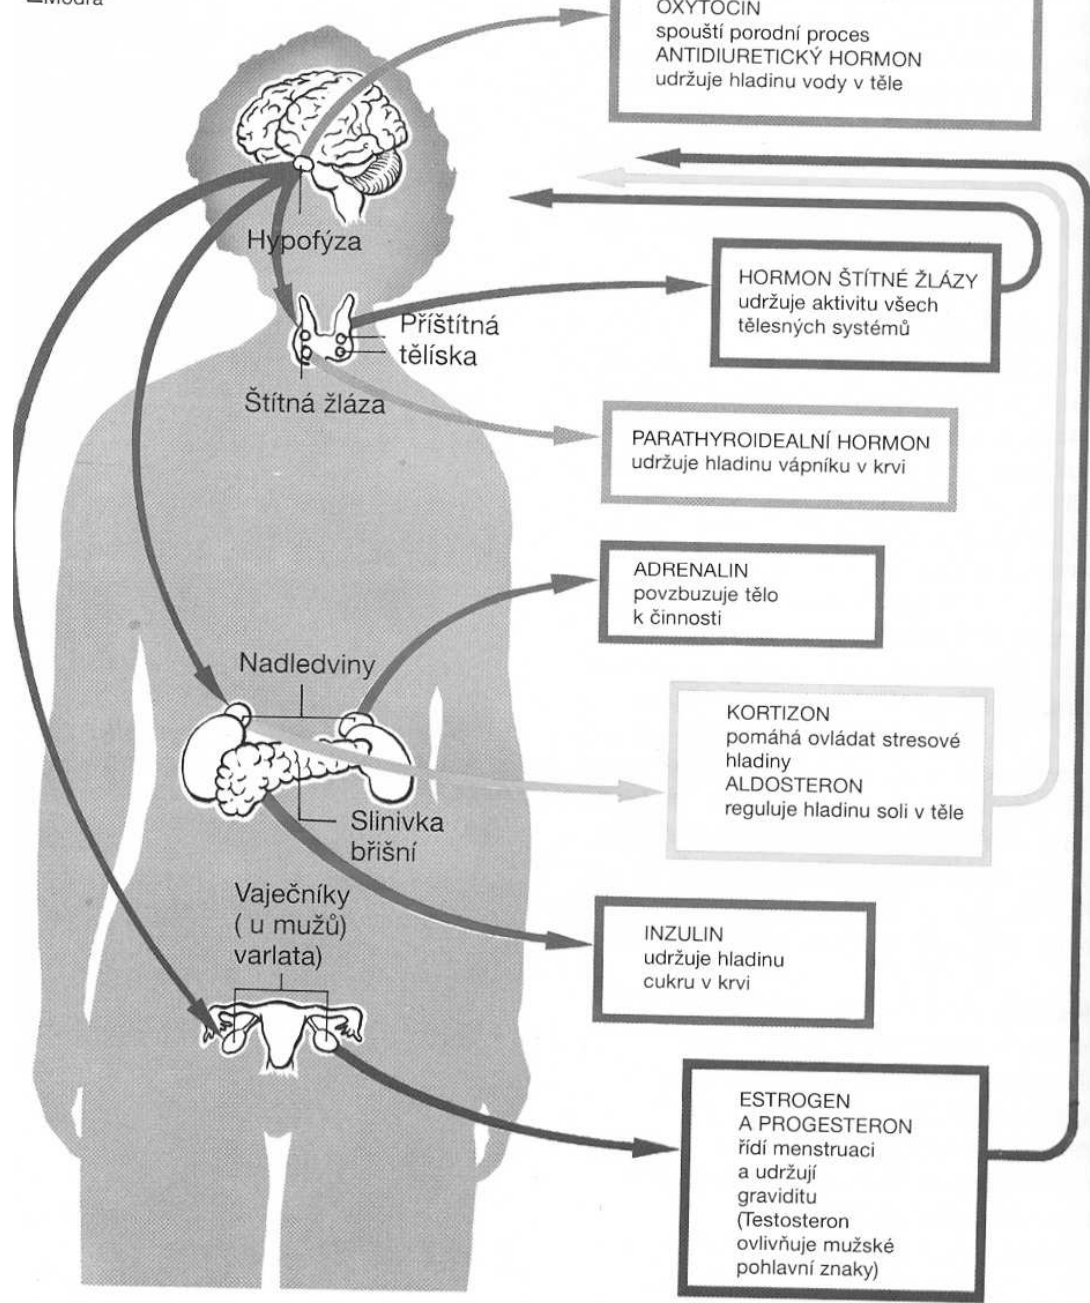 Modrá
OXYTOCIN
spouští porodní proces
ANTIDIURETICKÝ HORMON
udržuje hladinu vody v těle
Hypofýza
HORMON ŠTÍTNÉ ŽLÁZY
udržuje aktivitu všech
tělesných systémů
Příštítná
tělíska
Štítná žláza
PARATHYROIDEALNÍ HORMON
udržuje hladinu vápníku v krvi
ADRENALIN
povzbuzuje tělo
k činnosti
Nadledviny
KORTIZON
pomáhá ovládat stresové
hladiny
ALDOSTERON
reguluje hladinu soli v těle
Slinivka
břišní
Vaječníky
( u mužů)
varlata)
INZULIN
udržuje hladinu
cukru v krvi
ESTROGEN
A PROGESTERON
řídí menstruaci
a udržují
graviditu
(Testosteron
ovlivňuje mužské
pohlavní znaky)